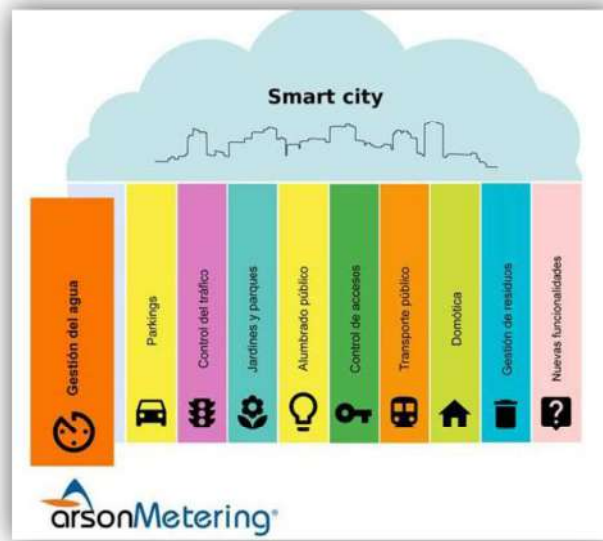 Smart city
Gestión del agua
Parkings
Control del tráfico
Jardines y parques
Alumbrado público
Control de accesos
Transporte público
Domótica
Gestión de residuos
Nuevas funcionalidades
arsonMetering®